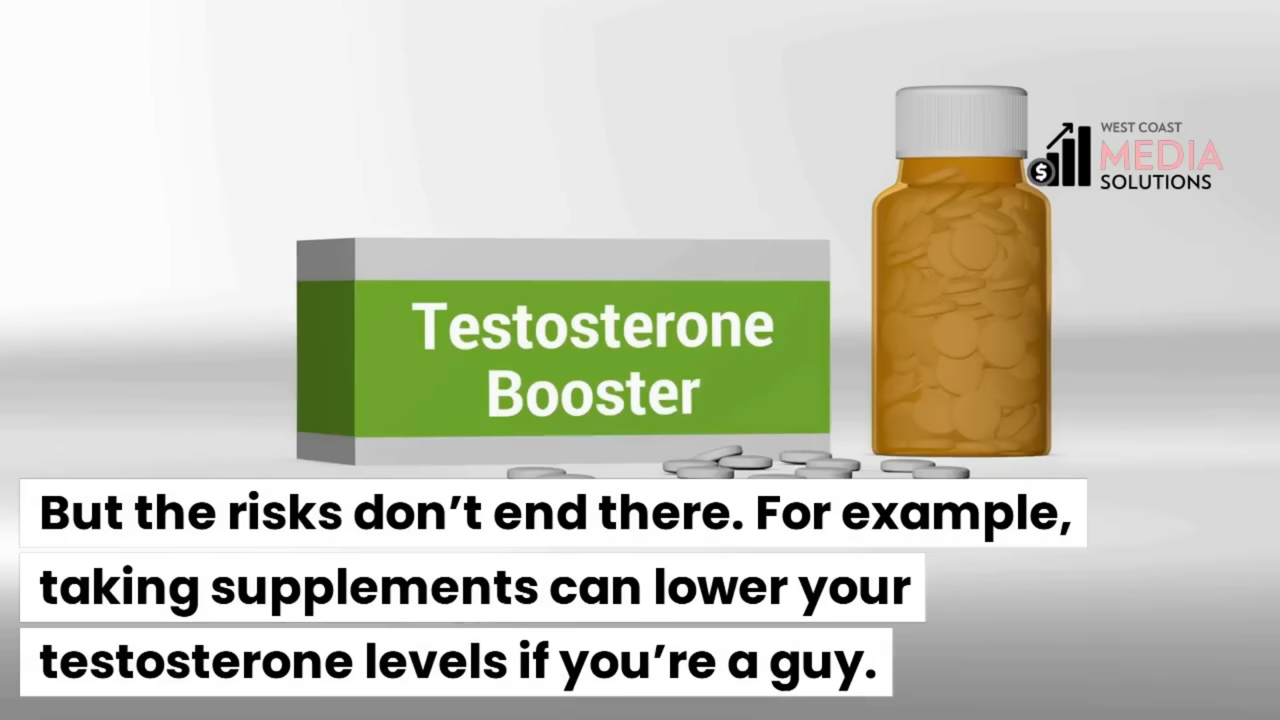 WEST COAST
MEDIA
SOLUTIONS
$
Testosterone
Booster
But the risks don’t end there. For example,
taking supplements can lower your
testosterone levels if you’re a guy.